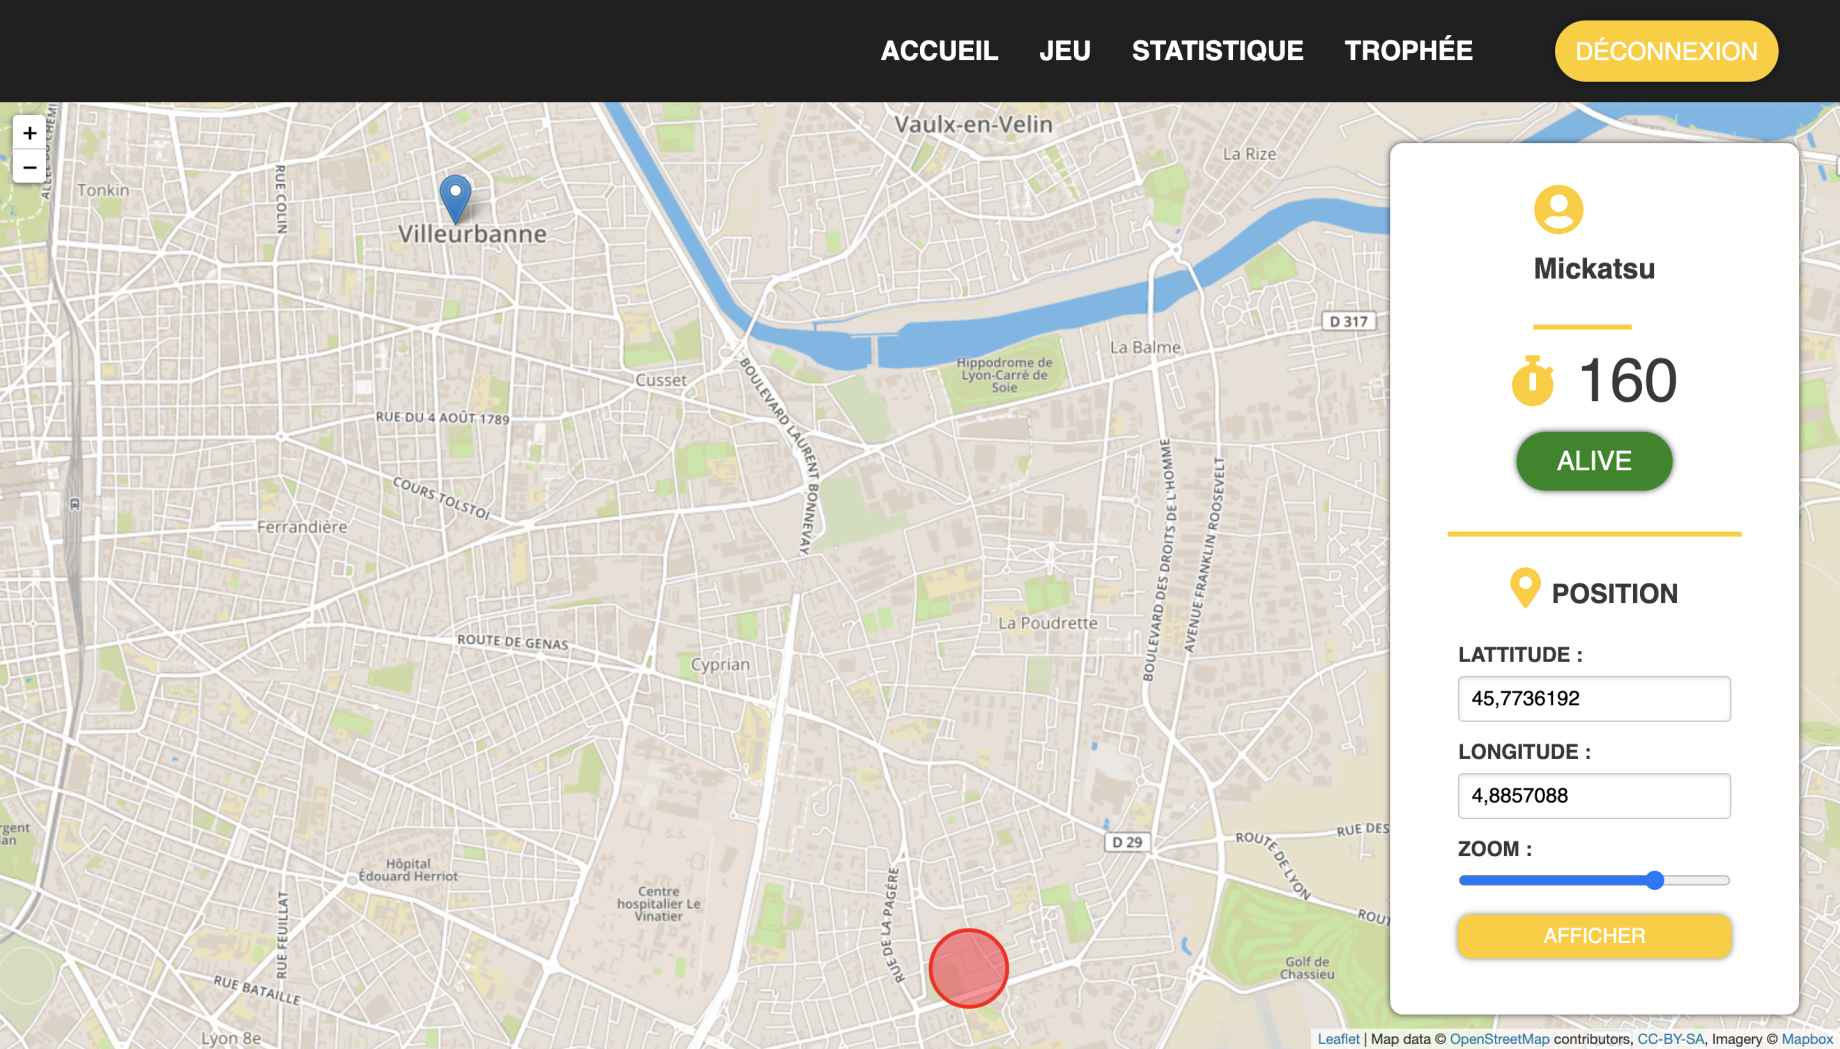 ACCUEIL JEU STATISTIQUE TROPHÉE DÉCONNEXION
+
−
Tonkin
RUE COLIN
Villeurbanne
Vaulx-en-Velin
La Rize
D 317
La Balme
Hippodrome de
Lyon-Carré de
Soie
Cusset
RUE DU 4 AOÛT 1789
BOULEVARD LAURENT BONNEVAY
COURS TOLSTOÏ
Ferrandière
BOULEVARD DES DROITS DE L'HOMME
AVENUE FRANKLIN ROOSEVELT
La Poudrette
ROUTE DE GENAS
Cyprian
D 29
ROUTE DE LYON
RUE DES
ROUT
Hôpital
Édouard Herriot
Centre
hospitalier Le
Vinatier
RUE DE LA PAGÈRE
RUE FEUILLAT
RUE BATAILLE
Golf de
Chassieu
Lyon 8e
Mickatsu
160
ALIVE
POSITION
LATTITUDE :
45,7736192
LONGITUDE :
4,8857088
ZOOM :
AFFICHER
Leaflet | Map data © OpenStreetMap contributors, CC-BY-SA, Imagery © Mapbox